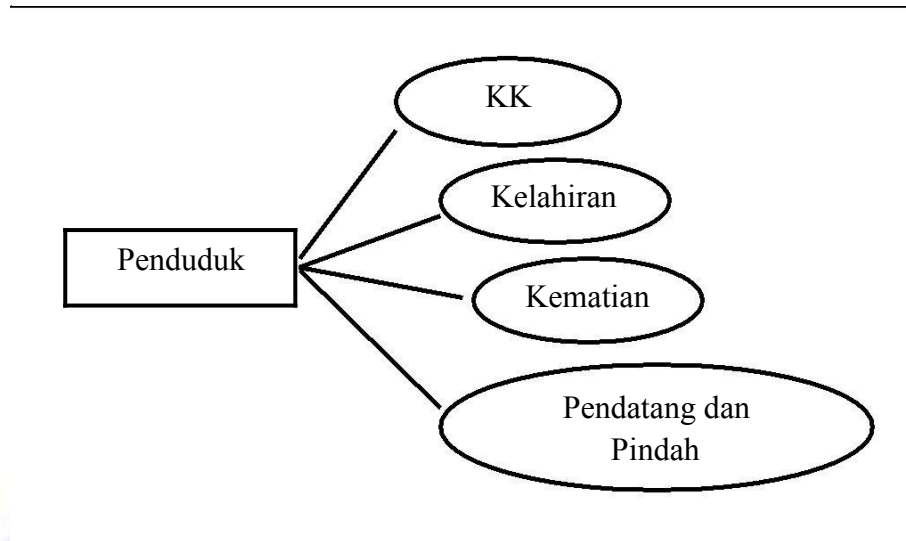 KK
Kelahiran
Penduduk
Kematian
Pendatang dan
Pindah